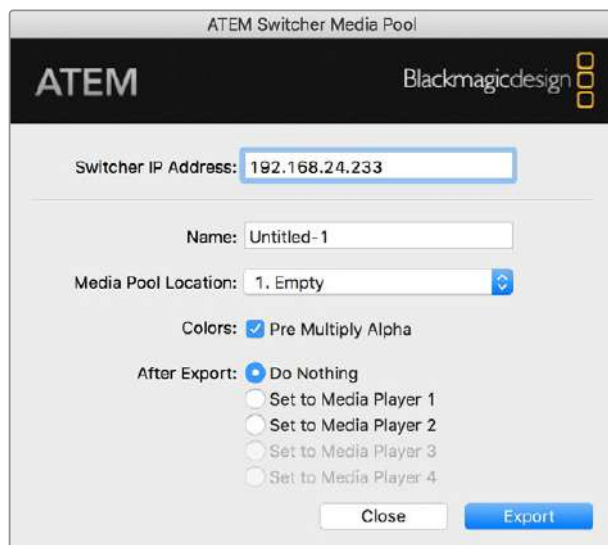 ATEM Switcher Media Pool
ATEM Blackmagicdesign
Switcher IP Address: 192.168.24.233
Name: Untitled-1
Media Pool Location: 1. Empty
Colors: Pre Multiply Alpha
After Export: Do Nothing
Set to Media Player 1
Set to Media Player 2
Set to Media Player 3
Set to Media Player 4
Close Export